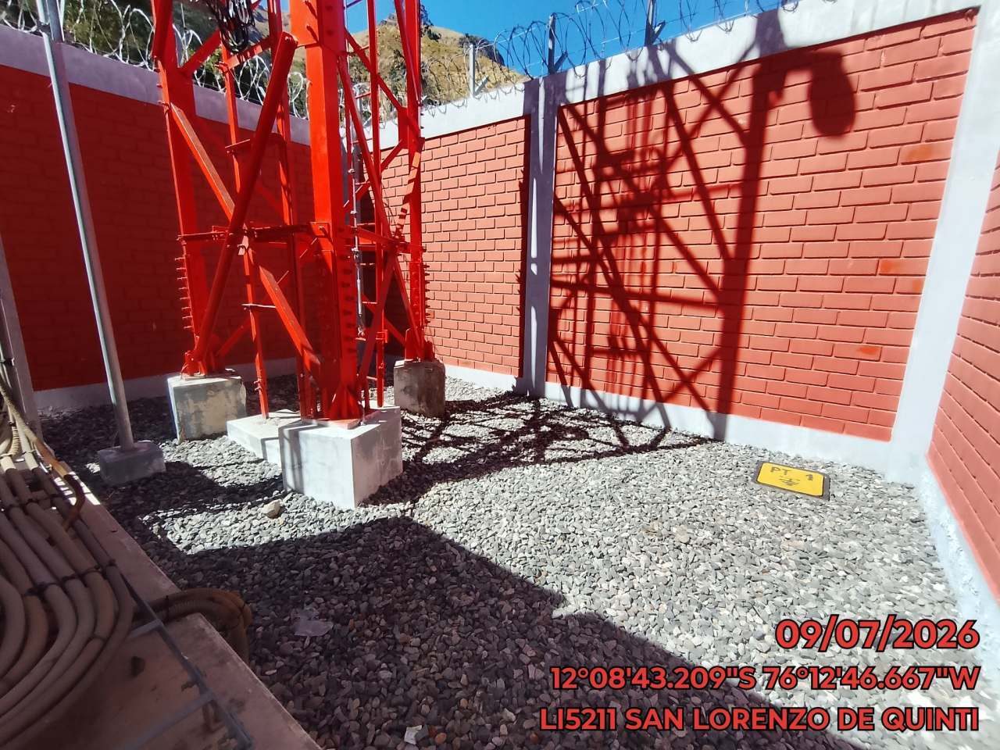 PT-1
09/07/2026
12°08'43.209"S 76°12'46.667"W
LI5211 SAN LORENZO DE QUINTI